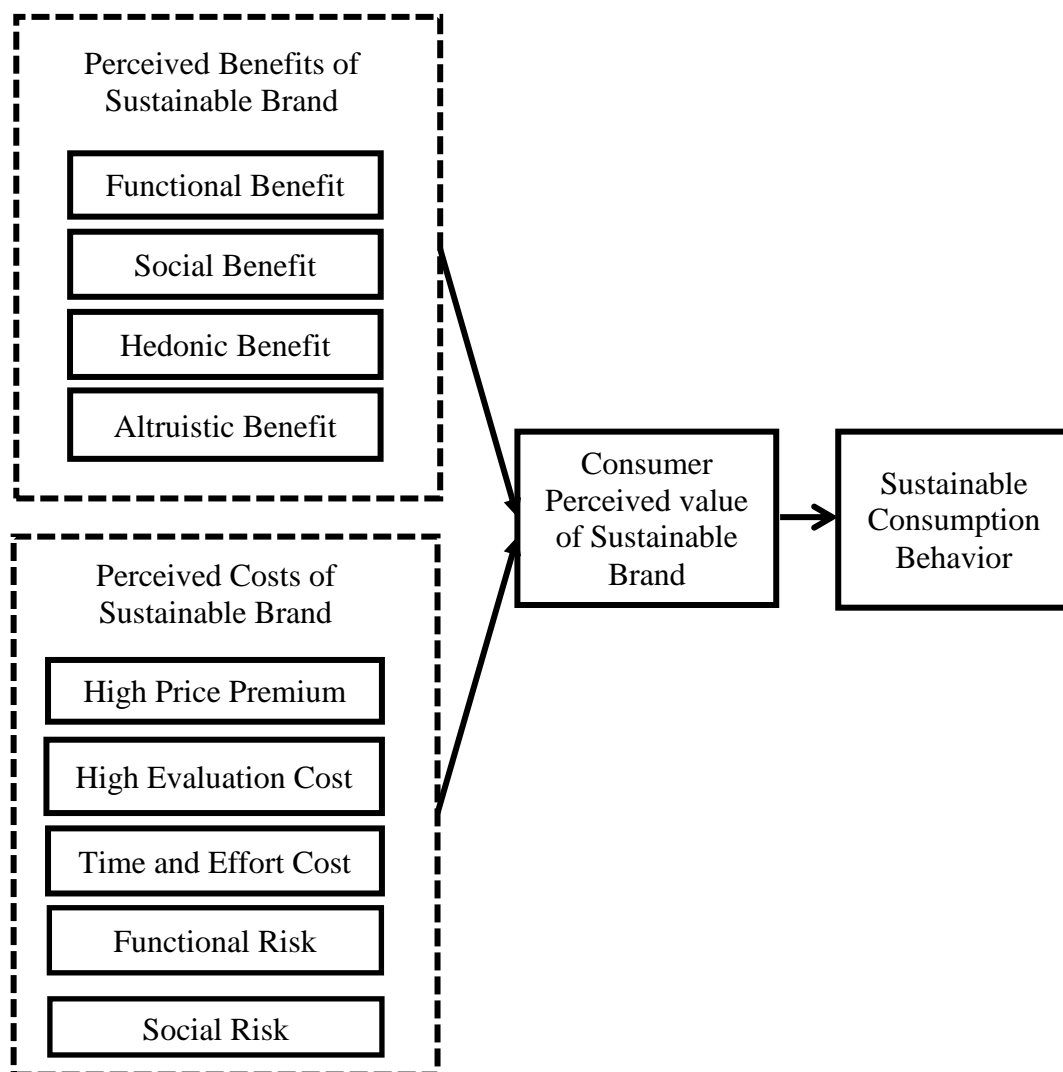 Perceived Benefits of
Sustainable Brand
Functional Benefit
Social Benefit
Hedonic Benefit
Altruistic Benefit
Perceived Costs of
Sustainable Brand
High Price Premium
High Evaluation Cost
Time and Effort Cost
Functional Risk
Social Risk
Consumer
Perceived value
of Sustainable
Brand
Sustainable
Consumption
Behavior